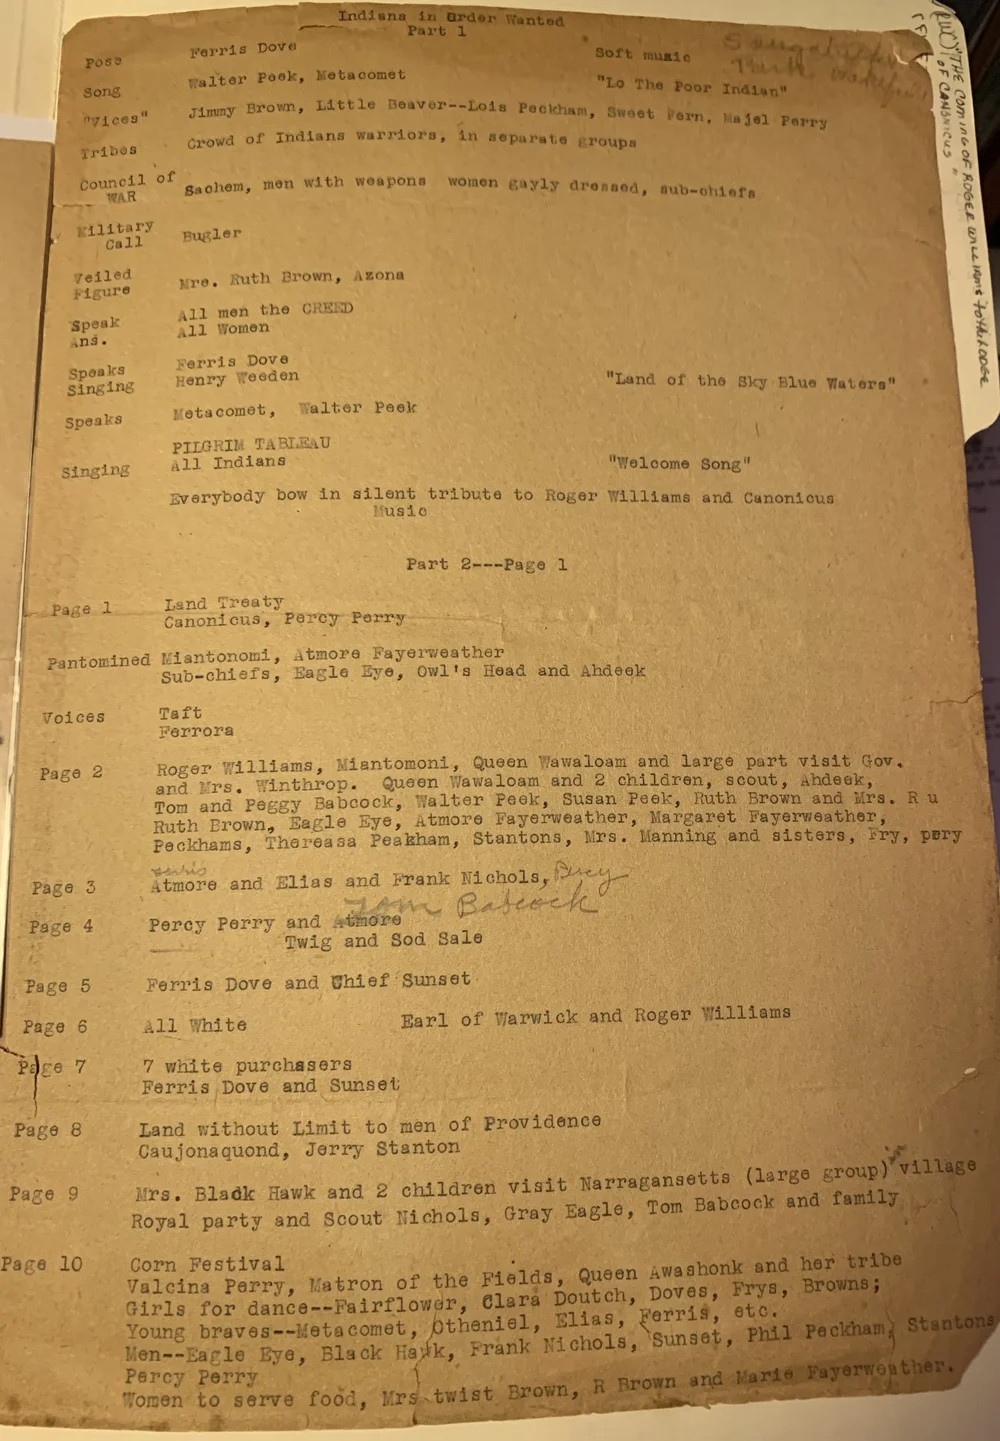 Indians in Order Wanted
Part 1
Pose Ferris Dove Soft music
Song Walter Peek, Metacomet "Lo The Poor Indian"
"Vices" Jimmy Brown, Little Beaver--Lois Peckham, Sweet Fern, Majel Perry
Tribes Crowd of Indians warriors, in separate groups
Council of WAR Sachem, men with weapons women gayly dressed, sub-chiefs
Military Call Bugler
Veiled Figure Mrs. Ruth Brown, Azona
Speak All men the CREED
Ans. All Women
Speaks Ferris Dove
Singing Henry Weeden "Land of the Sky Blue Waters"
Speaks Metacomet, Walter Peek
PILGRIM TABLEAU
Singing All Indians "Welcome Song"
Everybody bow in silent tribute to Roger Williams and Canonicus
Music
Part 2---Page 1
Page 1 Land Treaty
Canonicus, Percy Perry
Pantomined Miantonomi, Atmore Fayerweather
Sub-chiefs, Eagle Eye, Owl's Head and Ahdeek
Voices Taft
Ferrora
Page 2 Roger Williams, Miantomoni, Queen Wawaloam and large part visit Gov.
and Mrs. Winthrop. Queen Wawaloam and 2 children, scout, Ahdeek,
Tom and Peggy Babcock, Walter Peek, Susan Peek, Ruth Brown and Mrs. R u
Ruth Brown, Eagle Eye, Atmore Fayerweather, Margaret Fayerweather,
Peckhams, Thereasa Peakham, Stantons, Mrs. Manning and sisters, Fry, pery
Page 3 Atmore and Elias and Frank Nichols, Percy
Tom Babcock
Page 4 Percy Perry and Atmore
Twig and Sod Sale
Page 5 Ferris Dove and Chief Sunset
Page 6 All White Earl of Warwick and Roger Williams
Page 7 7 white purchasers
Ferris Dove and Sunset
Page 8 Land without Limit to men of Providence
Caujonaquond, Jerry Stanton
Page 9 Mrs. Black Hawk and 2 children visit Narragansetts (large group) village
Royal party and Scout Nichols, Gray Eagle, Tom Babcock and family
Page 10 Corn Festival
Valcina Perry, Matron of the Fields, Queen Awashonk and her tribe
Girls for dance--Fairflower, Clara Doutch, Doves, Frys, Browns;
Young braves--Metacomet, Otheniel, Elias, Ferris, etc.
Men--Eagle Eye, Black Hawk, Frank Nichols, Sunset, Phil Peckham, Stantons
Percy Perry
Women to serve food, Mrs twist Brown, R Brown and Marie Fayerweather.
"THE COMING OF ROGER WILLIAMS TO THE LODGE
OF CANONICUS"